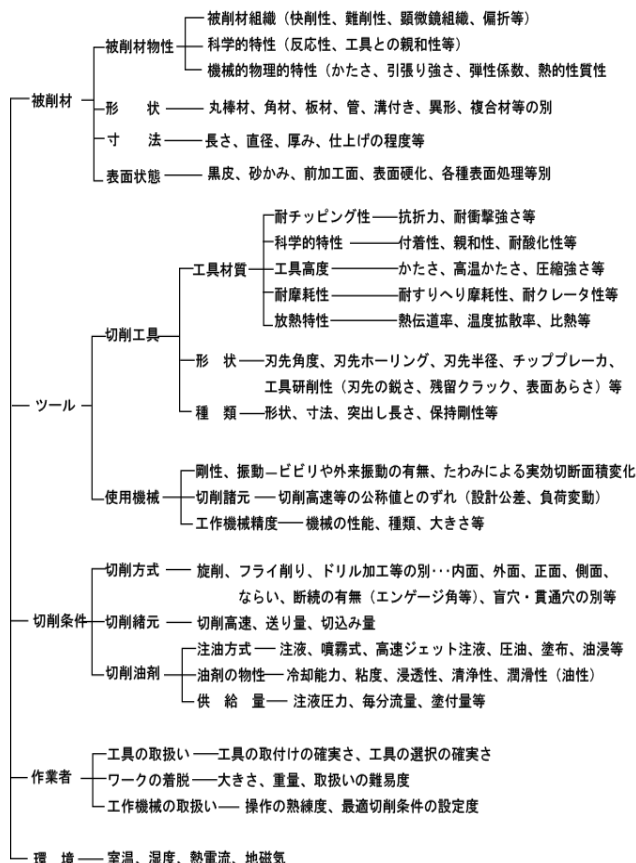 被削材組織(快削性、難削性、顕微鏡組織、偏折等)
被削材物性 科学的特性(反応性、工具との親和性等)
機械的物理的特性(かたさ、引張り強さ、弾性係数、熱的性質性
被削材
形 状 丸棒材、角材、板材、管、溝付き、異形、複合材等の別
寸 法 長さ、直径、厚み、仕上げの程度等
表面状態 黒皮、砂かみ、前加工面、表面硬化、各種表面処理等別
耐チッピング性 抗折力、耐衝撃強さ等
科学的特性 付着性、親和性、耐酸化性等
工具材質 工具高度 かたさ、高温かたさ、圧縮強さ等
耐摩耗性 耐すりへり摩耗性、耐クレータ性等
放熱特性 熱伝道率、温度拡散率、比熱等
切削工具
形 状 刃先角度、刃先ホーリング、刃先半径、チップブレーカ、
工具研削性(刃先の鋭さ、残留クラック、表面あらさ)等
ツール
種 類 形状、寸法、突出し長さ、保持剛性等
剛性、振動 ビビリや外来振動の有無、たわみによる実効切断面積変化
使用機械 切削諸元 切削高速等の公称値とのずれ(設計公差、負荷変動)
工作機械精度 機械の性能、種類、大きさ等
切削方式 旋削、フライ削り、ドリル加工等の別‥‥内面、外面、正面、側面、
ならい、断続の有無(エンゲージ角等)、盲穴・貫通穴の別等
切削条件 切削緒元 切削高速、送り量、切込み量
注油方式 注液、噴霧式、高速ジェット注液、圧油、塗布、油浸等
切削油剤 油剤の物性 冷却能力、粘度、浸透性、清浄性、潤滑性(油性)
供 給 量 注液圧力、毎分流量、塗付量等
工具の取扱い 工具の取付けの確実さ、工具の選択の確実さ
作業者 ワークの着脱 大きさ、重量、取扱いの難易度
工作機械の取扱い 操作の熟練度、最適切削条件の設定度
環 境 室温、湿度、熱電流、地磁気